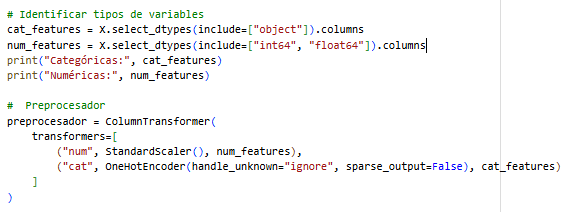 # Identificar tipos de variables
cat_features = X.select_dtypes(include=["object"]).columns
num_features = X.select_dtypes(include=["int64", "float64"]).columns
print("Categóricas:", cat_features)
print("Numéricas:", num_features)

#  Preprocesador
preprocesador = ColumnTransformer(
    transformers=[
        ("num", StandardScaler(), num_features),
        ("cat", OneHotEncoder(handle_unknown="ignore", sparse_output=False), cat_features)
    ]
)